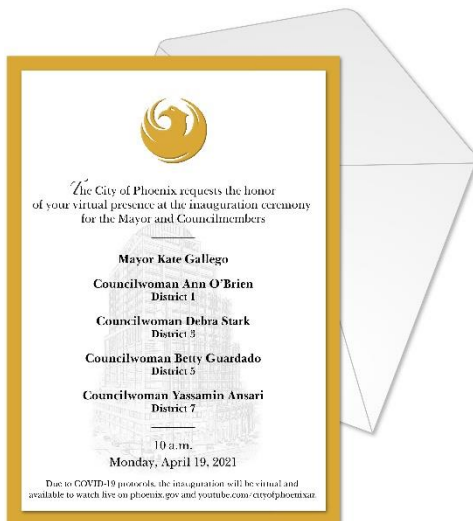 The City of Phoenix requests the honor
of your virtual presence at the inauguration ceremony
for the Mayor and Councilmembers
Mayor Kate Gallego
Councilwoman Ann O'Brien
District 1
Councilwoman Debra Stark
District 3
Councilwoman Betty Guardado
District 5
Councilwoman Yassamin Ansari
District 7
10 a.m.
Monday, April 19, 2021
Due to COVID-19 protocols, the inauguration will be virtual and
available to watch live on phoenix.gov and youtube.com/cityofphoenixaz.